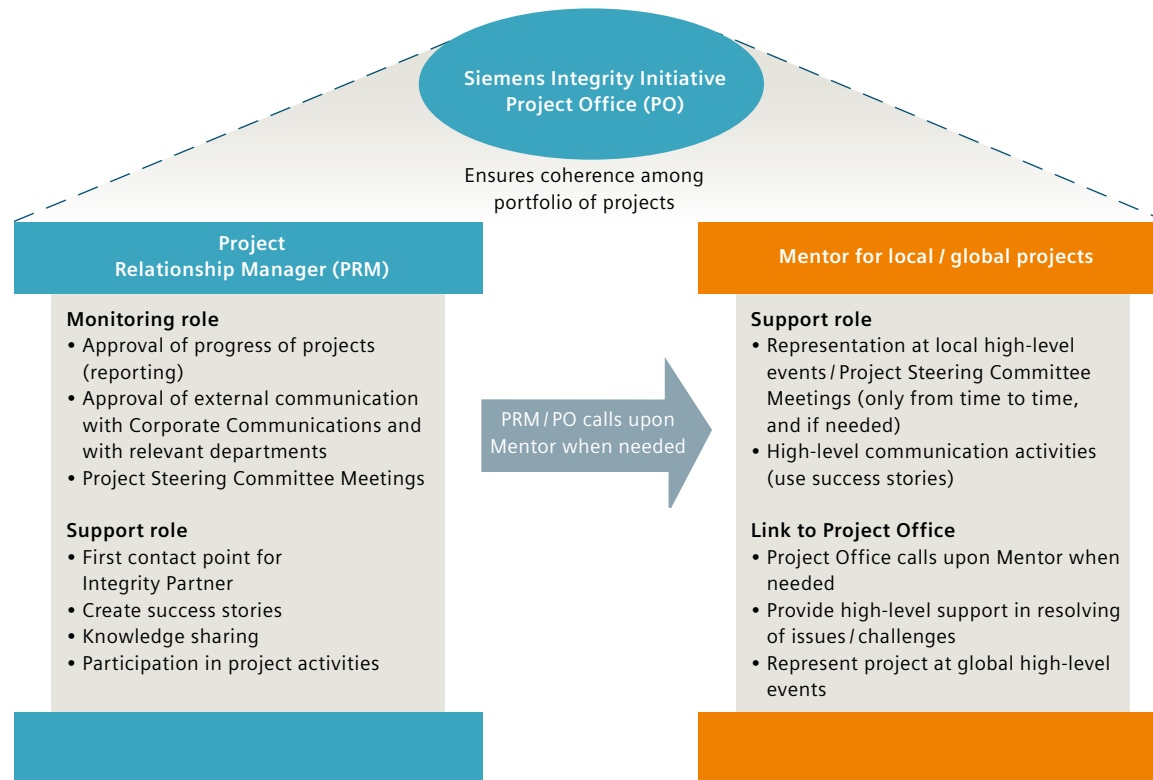 Siemens Integrity Initiative
Project Office (PO)
Ensures coherence among
portfolio of projects
Project
Relationship Manager (PRM)
Monitoring role
• Approval of progress of projects
(reporting)
• Approval of external communication
with Corporate Communications and
with relevant departments
• Project Steering Committee Meetings
Support role
• First contact point for
Integrity Partner
• Create success stories
• Knowledge sharing
• Participation in project activities
PRM / PO calls upon
Mentor when needed
Mentor for local / global projects
Support role
• Representation at local high-level
events / Project Steering Committee
Meetings (only from time to time,
and if needed)
• High-level communication activities
(use success stories)
Link to Project Office
• Project Office calls upon Mentor when
needed
• Provide high-level support in resolving
of issues / challenges
• Represent project at global high-level
events